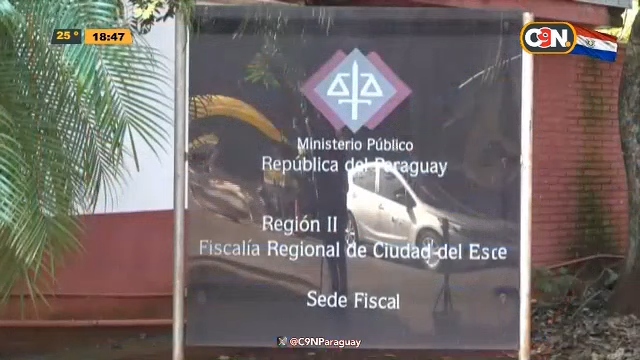 25°
18:47
C9N
Ministerio Público
República del Paraguay
Región II
Fiscalía Regional de Ciudad del Esce
Sede Fiscal
@C9NParaguay